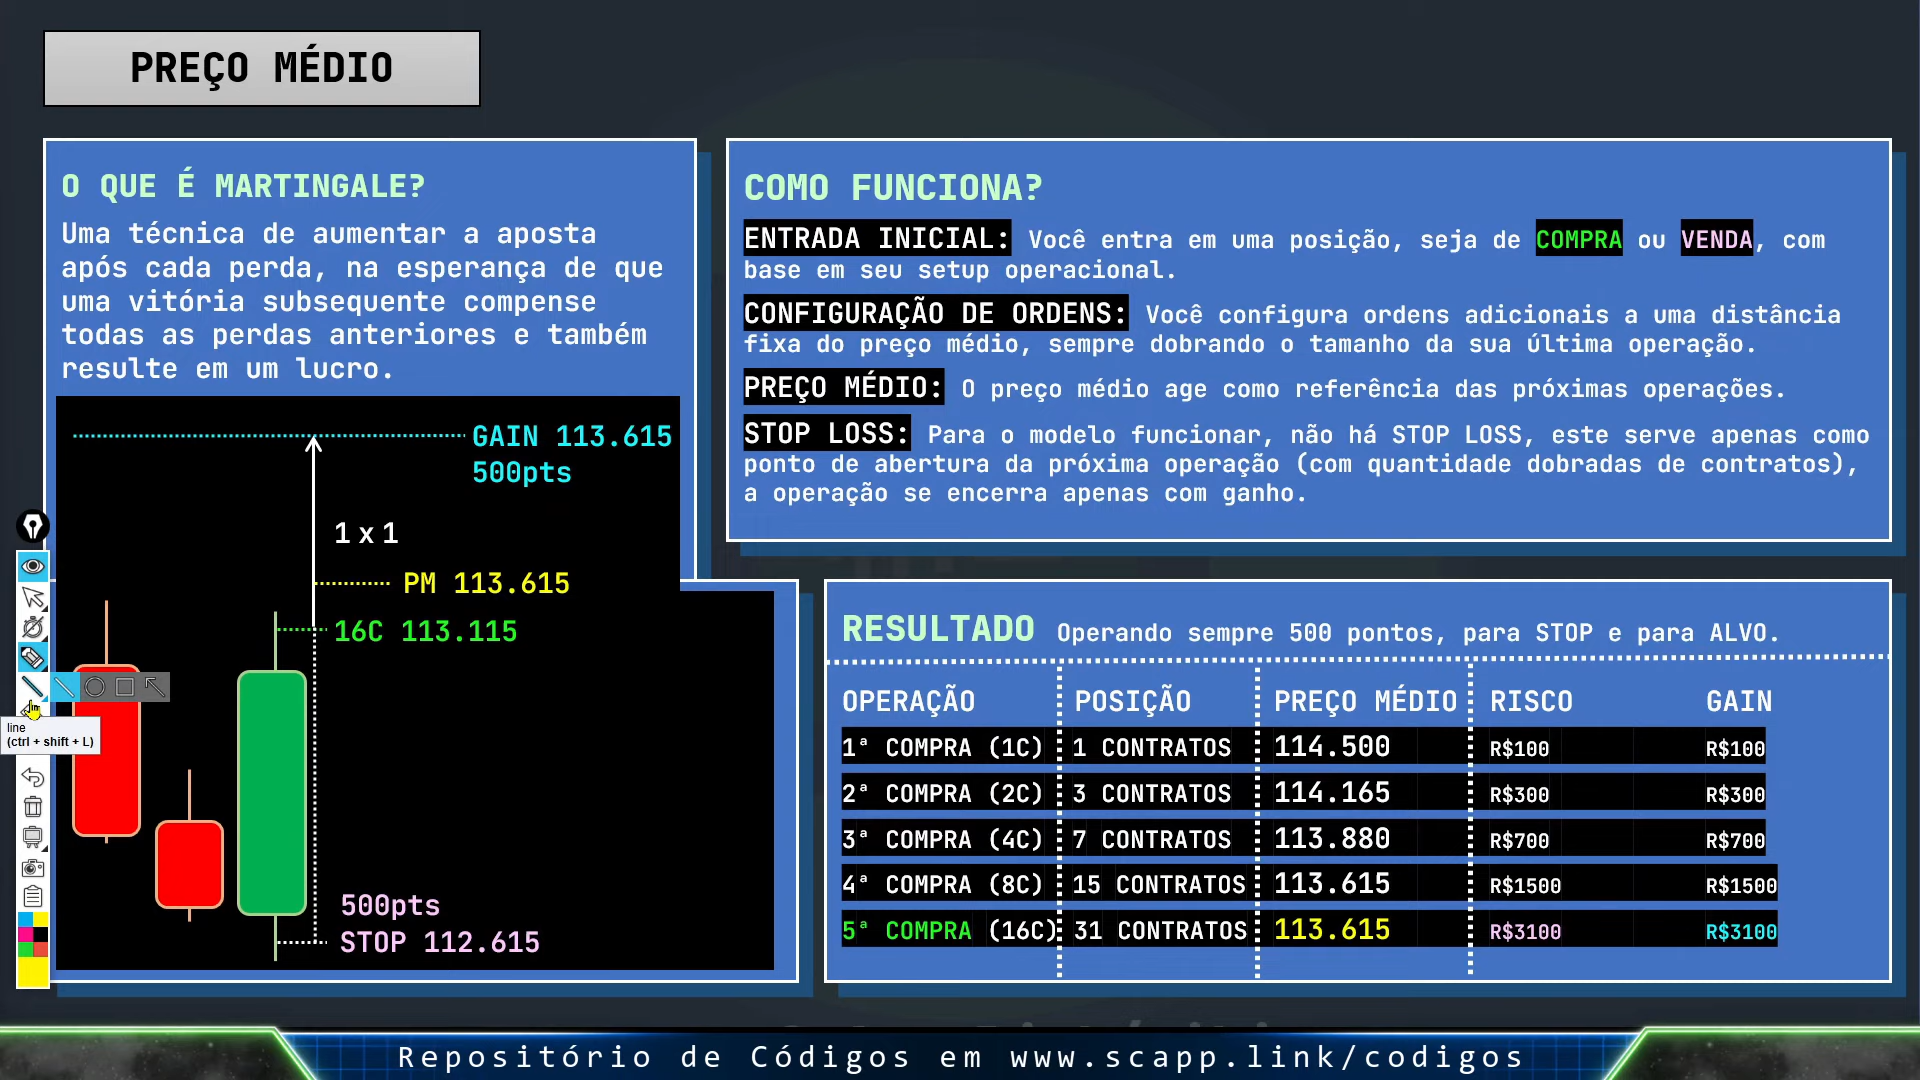 PREÇO MÉDIO
O QUE É MARTINGALE?
Uma técnica de aumentar a aposta
após cada perda, na esperança de que
uma vitória subsequente compense
todas as perdas anteriores e também
resulte em um lucro.
GAIN 113.615
500pts
1 x 1
PM 113.615
16C 113.115
line
(ctrl + shift + L)
500pts
STOP 112.615
COMO FUNCIONA?
ENTRADA INICIAL: Você entra em uma posição, seja de COMPRA ou VENDA, com
base em seu setup operacional.
CONFIGURAÇÃO DE ORDENS: Você configura ordens adicionais a uma distância
fixa do preço médio, sempre dobrando o tamanho da sua última operação.
PREÇO MÉDIO: O preço médio age como referência das próximas operações.
STOP LOSS: Para o modelo funcionar, não há STOP LOSS, este serve apenas como
ponto de abertura da próxima operação (com quantidade dobradas de contratos),
a operação se encerra apenas com ganho.
RESULTADO Operando sempre 500 pontos, para STOP e para ALVO.
OPERAÇÃO POSIÇÃO PREÇO MÉDIO RISCO GAIN
1ª COMPRA (1C) 1 CONTRATOS 114.500 R$100 R$100
2ª COMPRA (2C) 3 CONTRATOS 114.165 R$300 R$300
3ª COMPRA (4C) 7 CONTRATOS 113.880 R$700 R$700
4ª COMPRA (8C) 15 CONTRATOS 113.615 R$1500 R$1500
5ª COMPRA (16C) 31 CONTRATOS 113.615 R$3100 R$3100
Repositório de Códigos em www.scapp.link/codigos